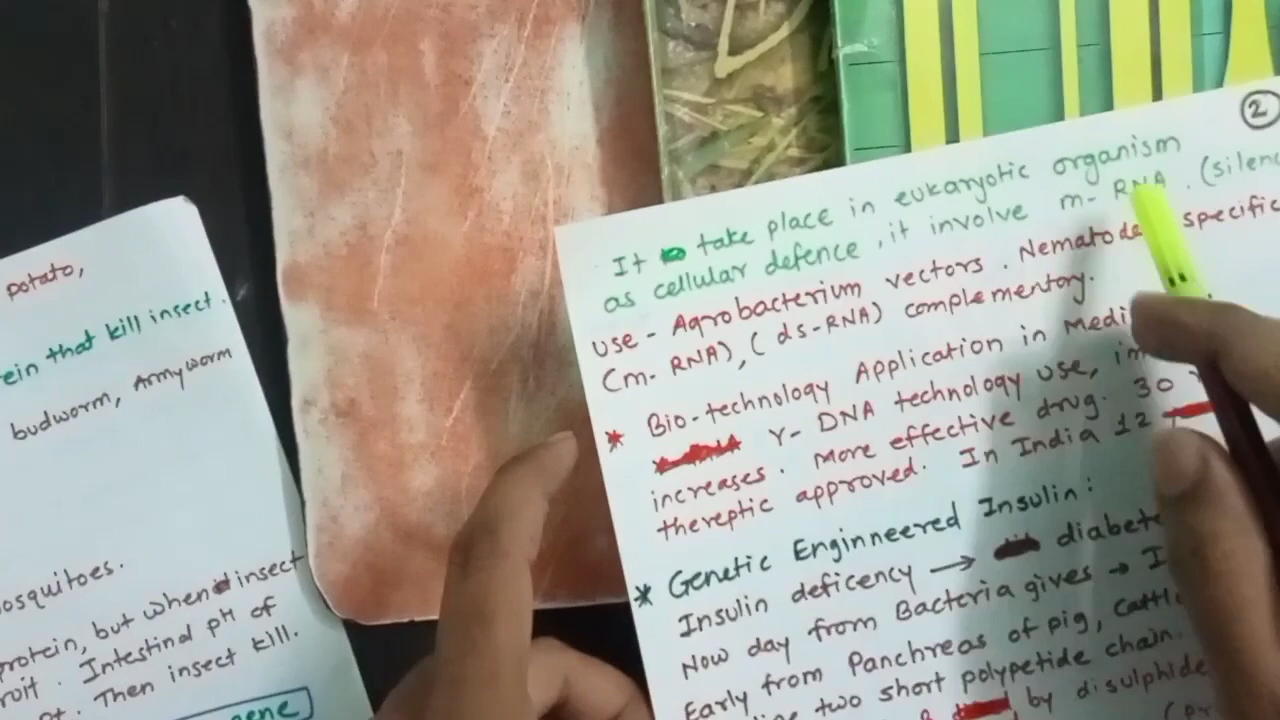 potato,
ein that kill insect.
budworm, Armyworm
osquitoes.
protein, but when insect
Intestinal pH of
Then insect kill.
gene
2
It take place in eukaryotic organism
as cellular defence, it involve m- RNA. (silenc
use - Agrobacterium vectors. Nematode specific
(m- RNA), (ds-RNA) complementory.
* Bio-technology Application in Medi
r- DNA technology use, im
increases. More effective drug. 30
thereptic approved. In India 12
* Genetic Enginneered Insulin:
Insulin deficency → diabete
Now day from Bacteria gives → I
Early from Panchreas of pig, cattl
two short polypetide chain.
by disulphide